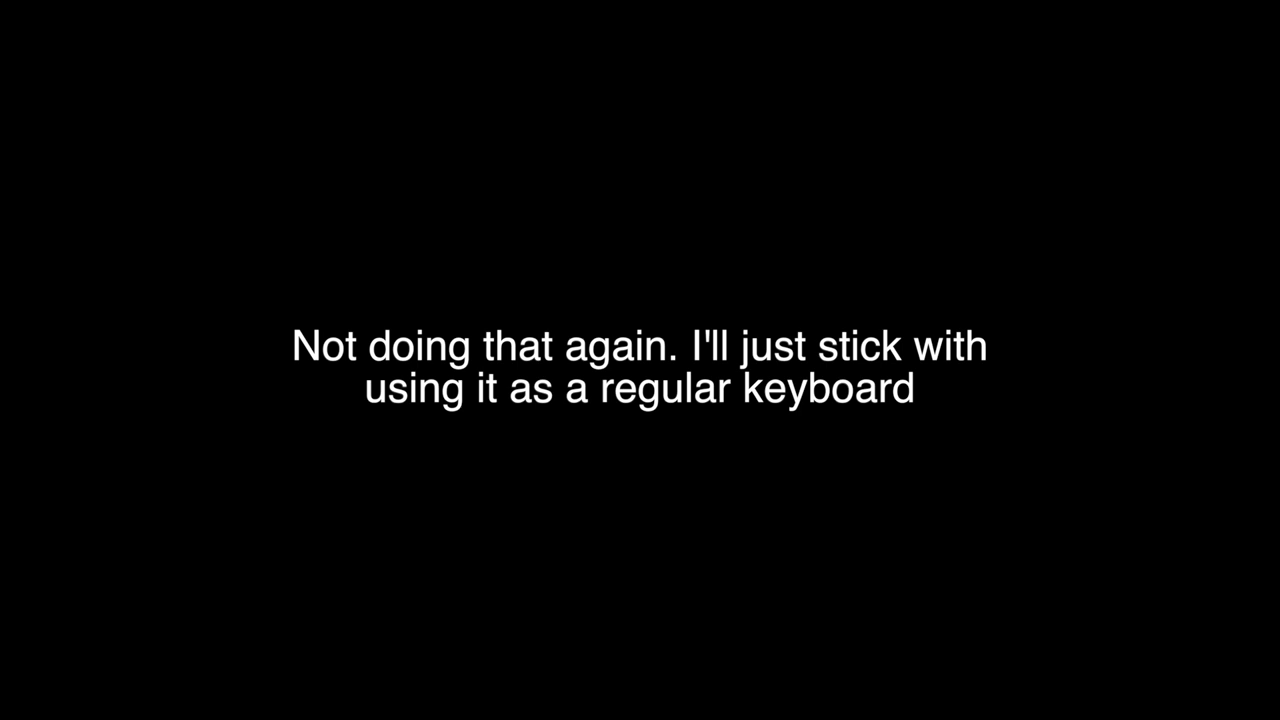 Not doing that again. I'll just stick with
using it as a regular keyboard